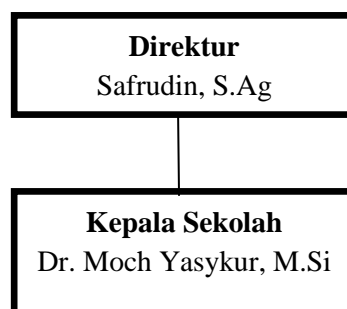 Direktur
Safrudin, S.Ag
Kepala Sekolah
Dr. Moch Yasykur, M.Si